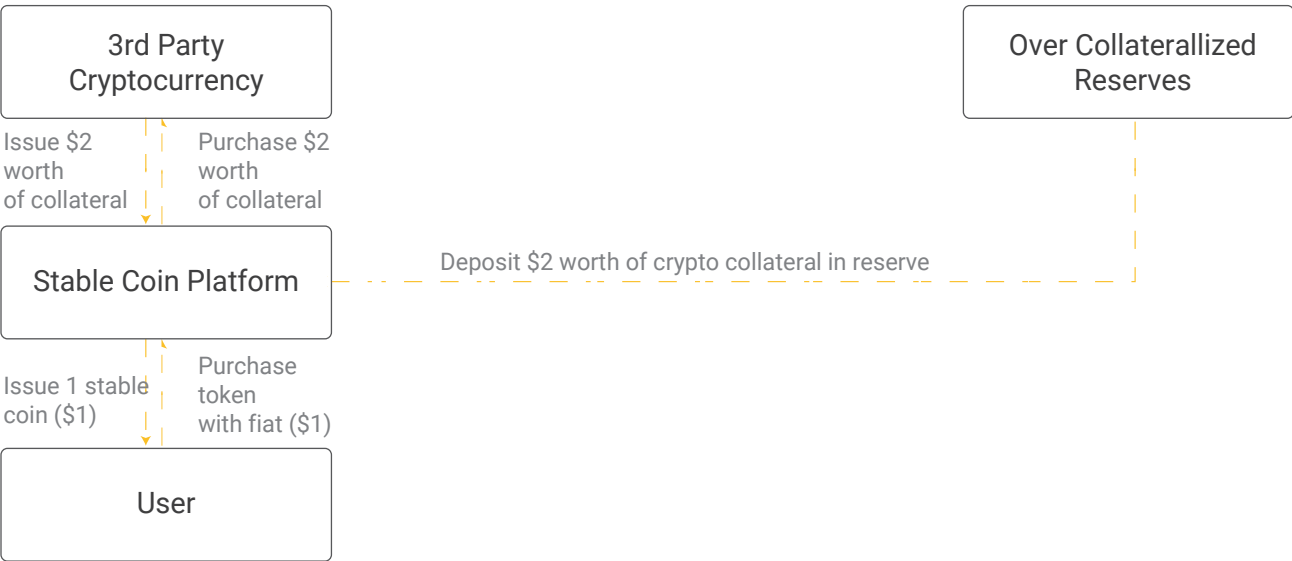 3rd Party
Cryptocurrency
Over Collaterallized
Reserves
Issue $2
worth
of collateral
Purchase $2
worth
of collateral
Stable Coin Platform
Deposit $2 worth of crypto collateral in reserve
Issue 1 stable
coin ($1)
Purchase
token
with fiat ($1)
User